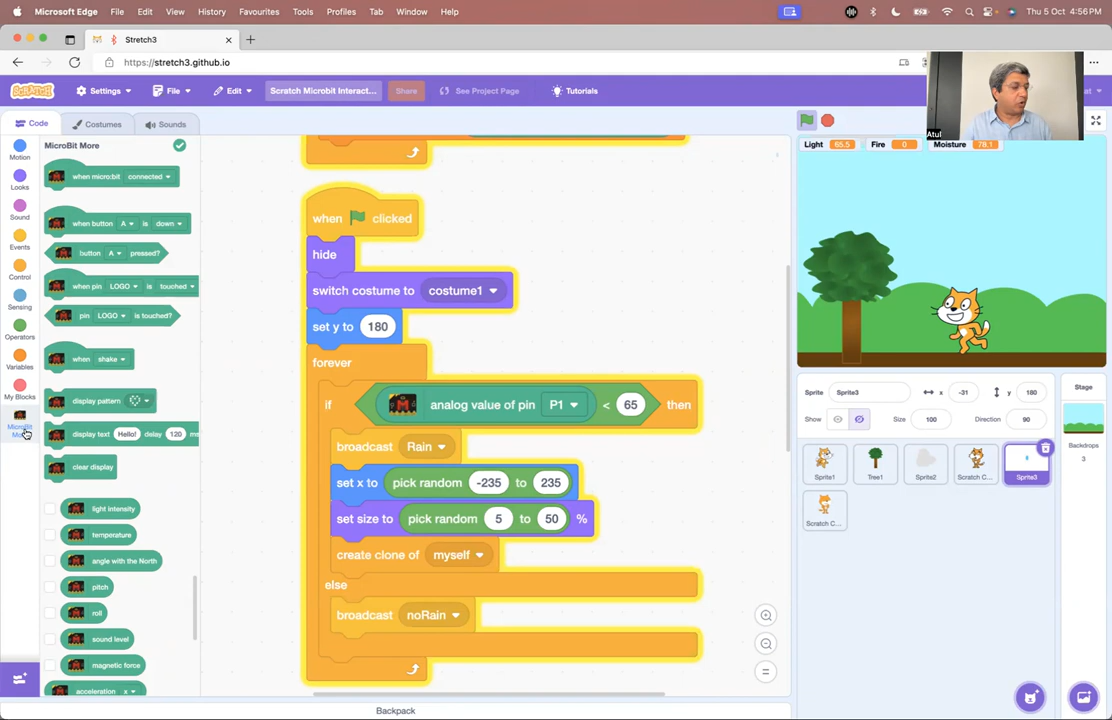 Microsoft Edge File Edit View History Favourites Tools Profiles Tab Window Help Thu 5 Oct 4:56 PM
Stretch3
https://stretch3.github.io
SCRATCH Settings File Edit Scratch Microbit Interact... Share See Project Page Tutorials
Code Costumes Sounds
Atul
Light 65.5 Fire 0 Moisture 78.1
Motion
Looks
Sound
Events
Control
Sensing
Operators
Variables
My Blocks
MicroBit
MicroBit More
when micro:bit connected
when button A is down
button A pressed?
when pin LOGO is touched
pin LOGO is touched?
when shake
display pattern
display text Hello! delay 120 ms
clear display
light intensity
temperature
angle with the North
pitch
roll
sound level
magnetic force
acceleration x
when clicked
hide
switch costume to costume1
set y to 180
forever
if analog value of pin P1 < 65 then
broadcast Rain
set x to pick random -235 to 235
set size to pick random 5 to 50 %
create clone of myself
else
broadcast noRain
Backpack
Sprite Sprite3 x -31 y 180
Show Size 100 Direction 90
Sprite1 Tree1 Sprite2 Scratch C... Sprite3
Scratch C...
Stage
Backdrops
3